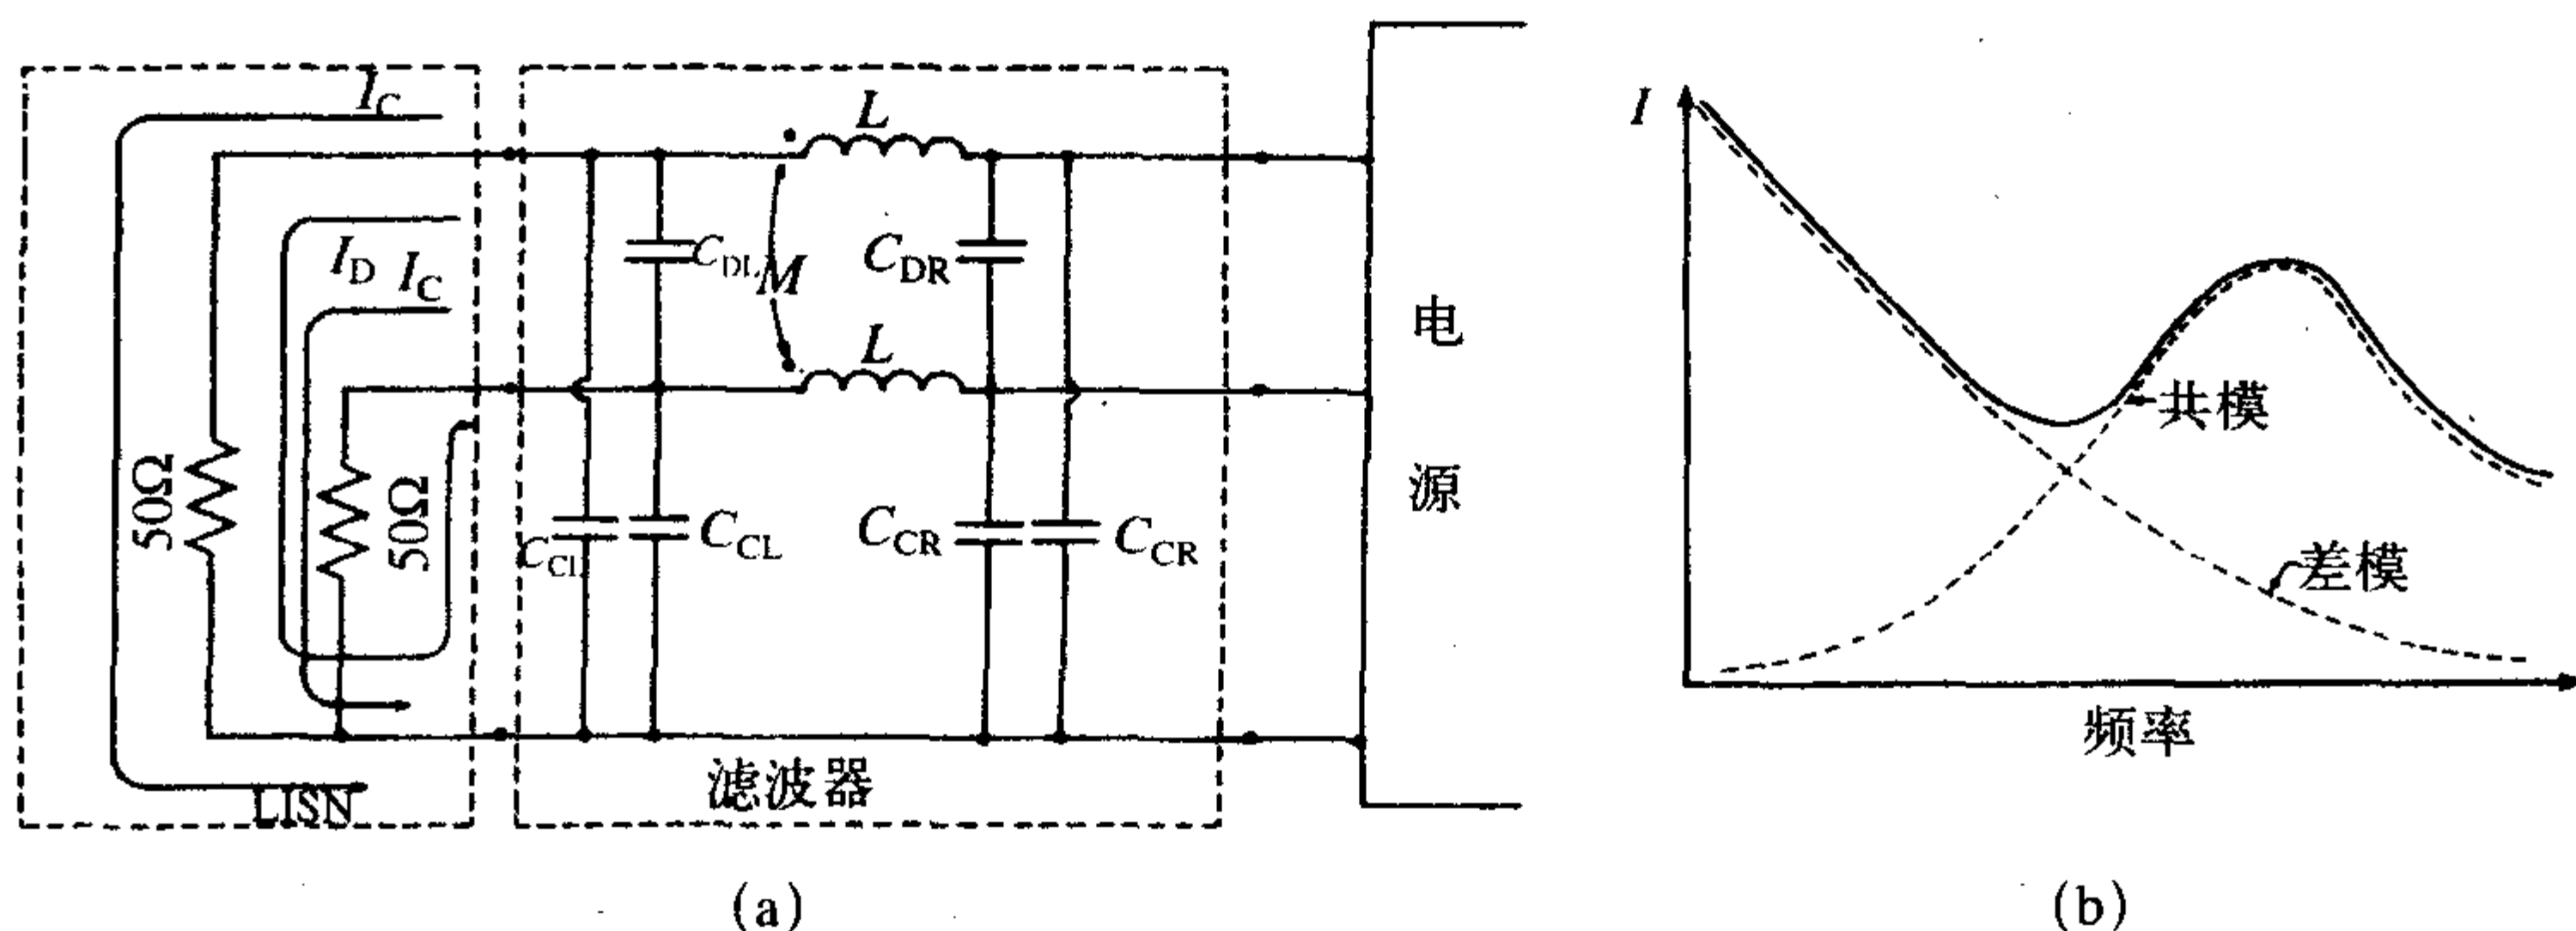 I_C
I_D
I_C
50Ω
50Ω
LISN
L
M
L
C_DL
C_DR
C_CL
C_CL
C_CR
C_CR
滤波器
电
源
(a)
I
共模
差模
频率
(b)